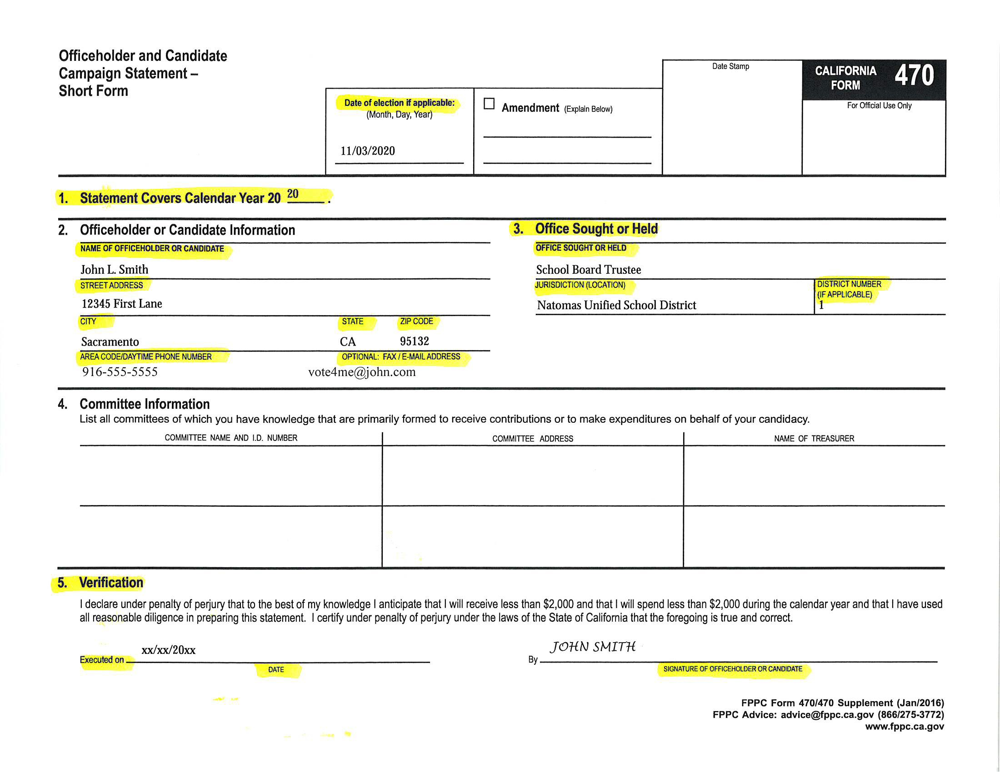 Officeholder and Candidate
Campaign Statement –
Short Form
Date of election if applicable:
(Month, Day, Year)
11/03/2020
Amendment (Explain Below)
Date Stamp
CALIFORNIA
FORM
470
For Official Use Only
1. Statement Covers Calendar Year 20 20 .
2. Officeholder or Candidate Information
NAME OF OFFICEHOLDER OR CANDIDATE
John L. Smith
STREET ADDRESS
12345 First Lane
CITY STATE ZIP CODE
Sacramento CA 95132
AREA CODE/DAYTIME PHONE NUMBER OPTIONAL: FAX / E-MAIL ADDRESS
916-555-5555 vote4me@john.com
3. Office Sought or Held
OFFICE SOUGHT OR HELD
School Board Trustee
JURISDICTION (LOCATION)
DISTRICT NUMBER
(IF APPLICABLE)
Natomas Unified School District 1
4. Committee Information
List all committees of which you have knowledge that are primarily formed to receive contributions or to make expenditures on behalf of your candidacy.
COMMITTEE NAME AND I.D. NUMBER COMMITTEE ADDRESS NAME OF TREASURER
5. Verification
I declare under penalty of perjury that to the best of my knowledge I anticipate that I will receive less than $2,000 and that I will spend less than $2,000 during the calendar year and that I have used
all reasonable diligence in preparing this statement. I certify under penalty of perjury under the laws of the State of California that the foregoing is true and correct.
Executed on xx/xx/20xx
DATE
By JOHN SMITH
SIGNATURE OF OFFICEHOLDER OR CANDIDATE
FPPC Form 470/470 Supplement (Jan/2016)
FPPC Advice: advice@fppc.ca.gov (866/275-3772)
www.fppc.ca.gov